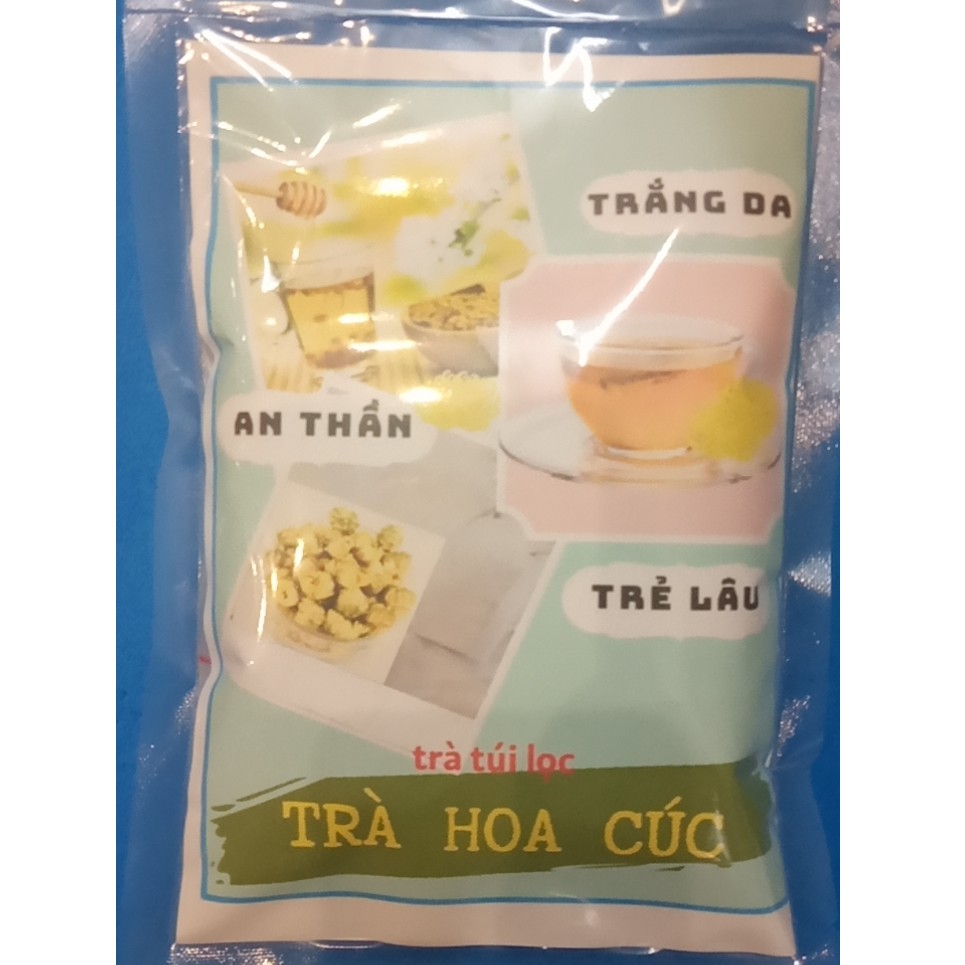 TRẮNG DA
AN THẦN
TRẺ LÂU
trà túi lọc
TRÀ HOA CÚC